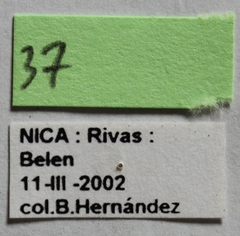 37
NICA : Rivas :
Belen
11-III -2002
col.B.Hernández